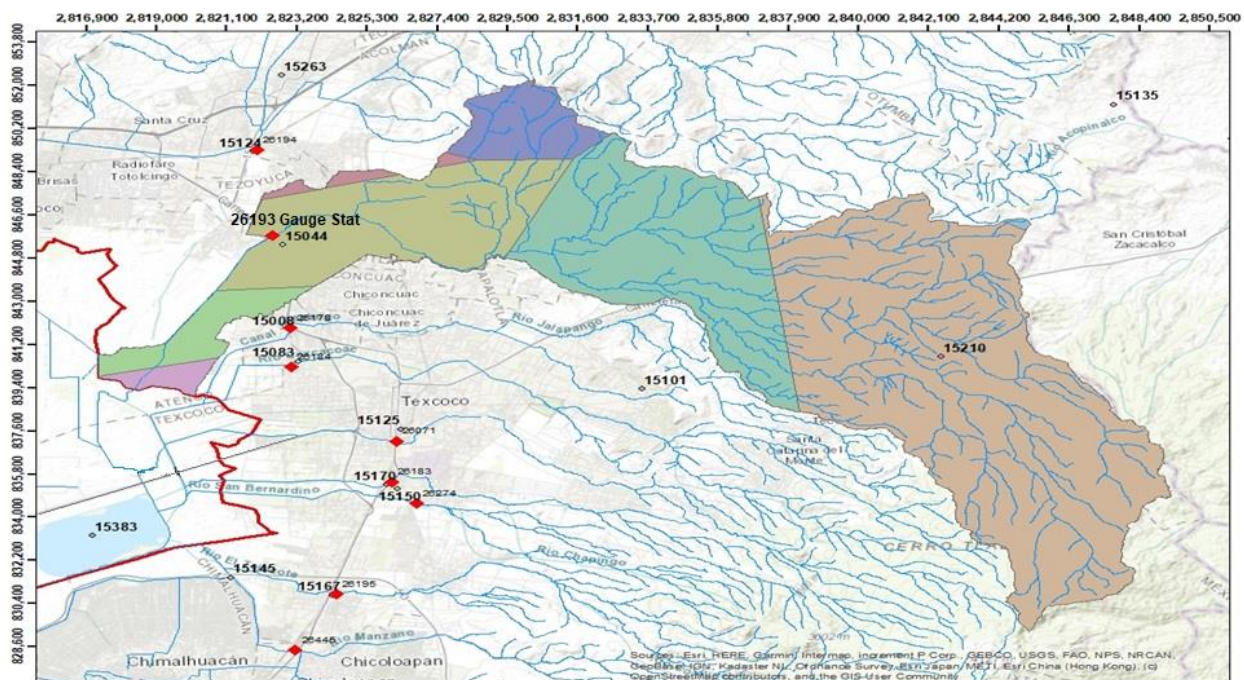 2,816,900 2,819,000 2,821,100 2,823,200 2,825,300 2,827,400 2,829,500 2,831,600 2,833,700 2,835,800 2,837,900 2,840,000 2,842,100 2,844,200 2,846,300 2,848,400 2,850,500
853,800
852,000
850,200
848,400
846,600
844,800
843,000
841,200
839,400
837,600
835,800
834,000
832,200
830,400
828,600
ACOLMAN
15263
15135
Santa Cruz
OTUMBA
Río Acopinalco
15124 26194
Radiofaro
Totolcingo
TEZOYUCA
Brisas
26193 Gauge Stat
15044
San Cristóbal
Zacacalco
Chiconcuac
Chiconcuac
de Juárez
15008 26178
Canal
Río Jalapango
15083 26184
15210
15101
ATENCO
TEXCOCO
Texcoco
15125
26071
Santa
Catarina del
Monte
15170 26183
Río San Bernardino
15150 26274
15383
CERRO
Río Chapingo
15145
CHIMALHUACÁN
15167 26195
26448
Río Manzano
Chimalhuacán
Chicoloapan
Sources: Esri, HERE, Garmin, Intermap, increment P Corp., GEBCO, USGS, FAO, NPS, NRCAN,
GeoBase, IGN, Kadaster NL, Ordnance Survey, Esri Japan, METI, Esri China (Hong Kong), (c)
OpenStreetMap contributors, and the GIS User Community